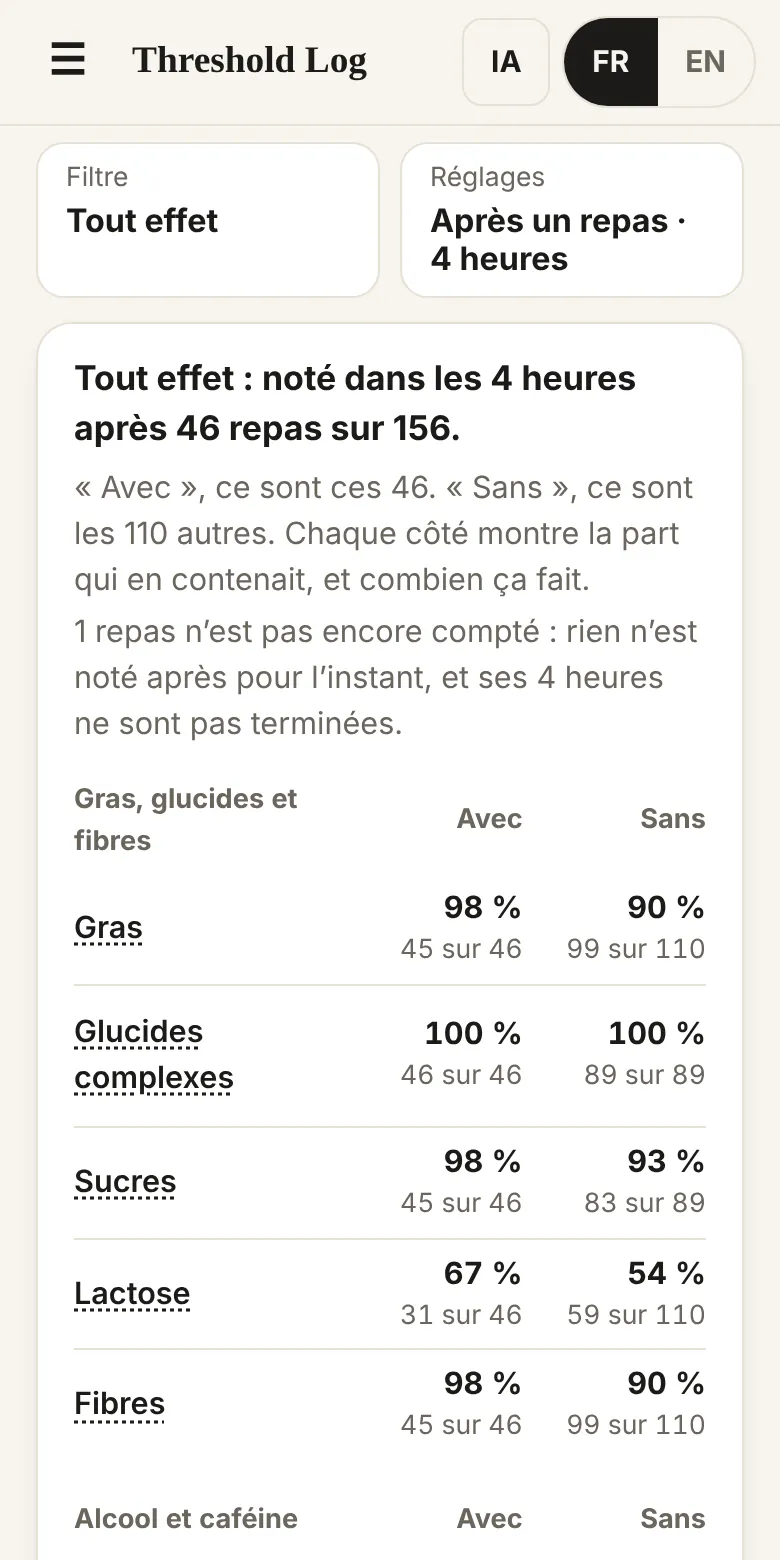 ☰ Threshold Log IA FR EN
Filtre
Tout effet
Réglages
Après un repas ·
4 heures
Tout effet : noté dans les 4 heures
après 46 repas sur 156.
« Avec », ce sont ces 46. « Sans », ce sont
les 110 autres. Chaque côté montre la part
qui en contenait, et combien ça fait.
1 repas n’est pas encore compté : rien n’est
noté après pour l’instant, et ses 4 heures
ne sont pas terminées.
Gras, glucides et
fibres
Avec Sans
Gras
98 % 90 %
45 sur 46 99 sur 110
Glucides
complexes
100 % 100 %
46 sur 46 89 sur 89
Sucres
98 % 93 %
45 sur 46 83 sur 89
Lactose
67 % 54 %
31 sur 46 59 sur 110
Fibres
98 % 90 %
45 sur 46 99 sur 110
Alcool et caféine Avec Sans